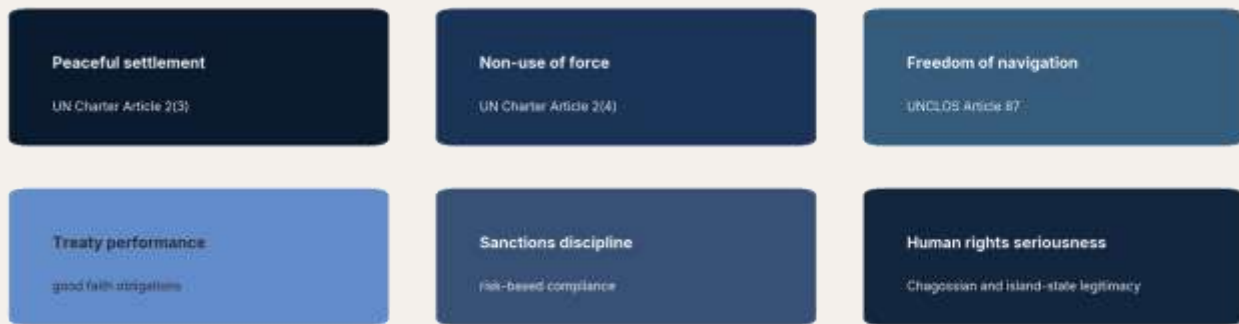 Peaceful settlement
UN Charter Article 2(3)
Non-use of force
UN Charter Article 2(4)
Freedom of navigation
UNCLOS Article 87
Treaty performance
good faith obligations
Sanctions discipline
risk-based compliance
Human rights seriousness
Chagossian and island-state legitimacy